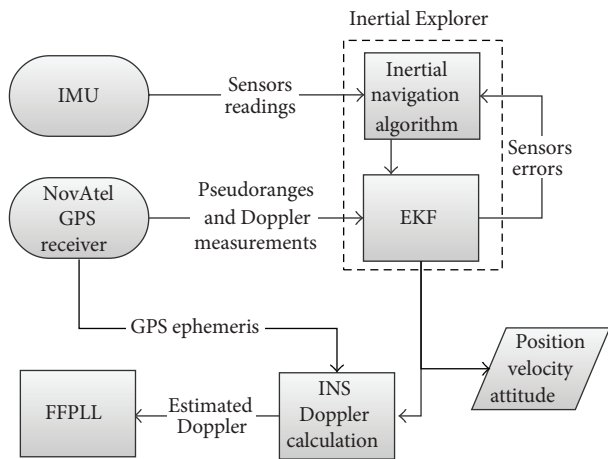 Inertial Explorer
IMU
Sensors
readings
Inertial
navigation
algorithm
Sensors
errors
NovAtel
GPS
receiver
Pseudoranges
and Doppler
measurements
EKF
GPS ephemeris
Position
velocity
attitude
FFPLL
Estimated
Doppler
INS
Doppler
calculation